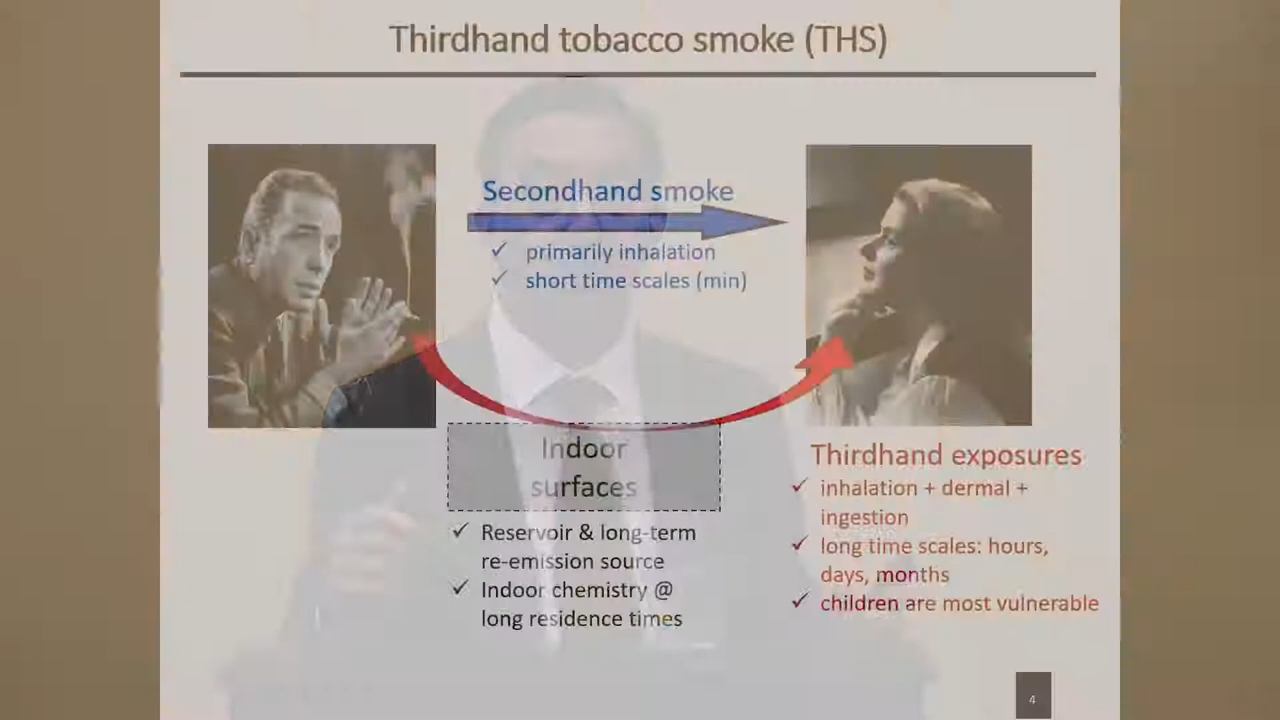 Thirdhand tobacco smoke (THS)
Secondhand smoke
✓ primarily inhalation
✓ short time scales (min)
Indoor
surfaces
✓ Reservoir & long-term
re-emission source
✓ Indoor chemistry @
long residence times
Thirdhand exposures
✓ inhalation + dermal +
ingestion
✓ long time scales: hours,
days, months
✓ children are most vulnerable
4